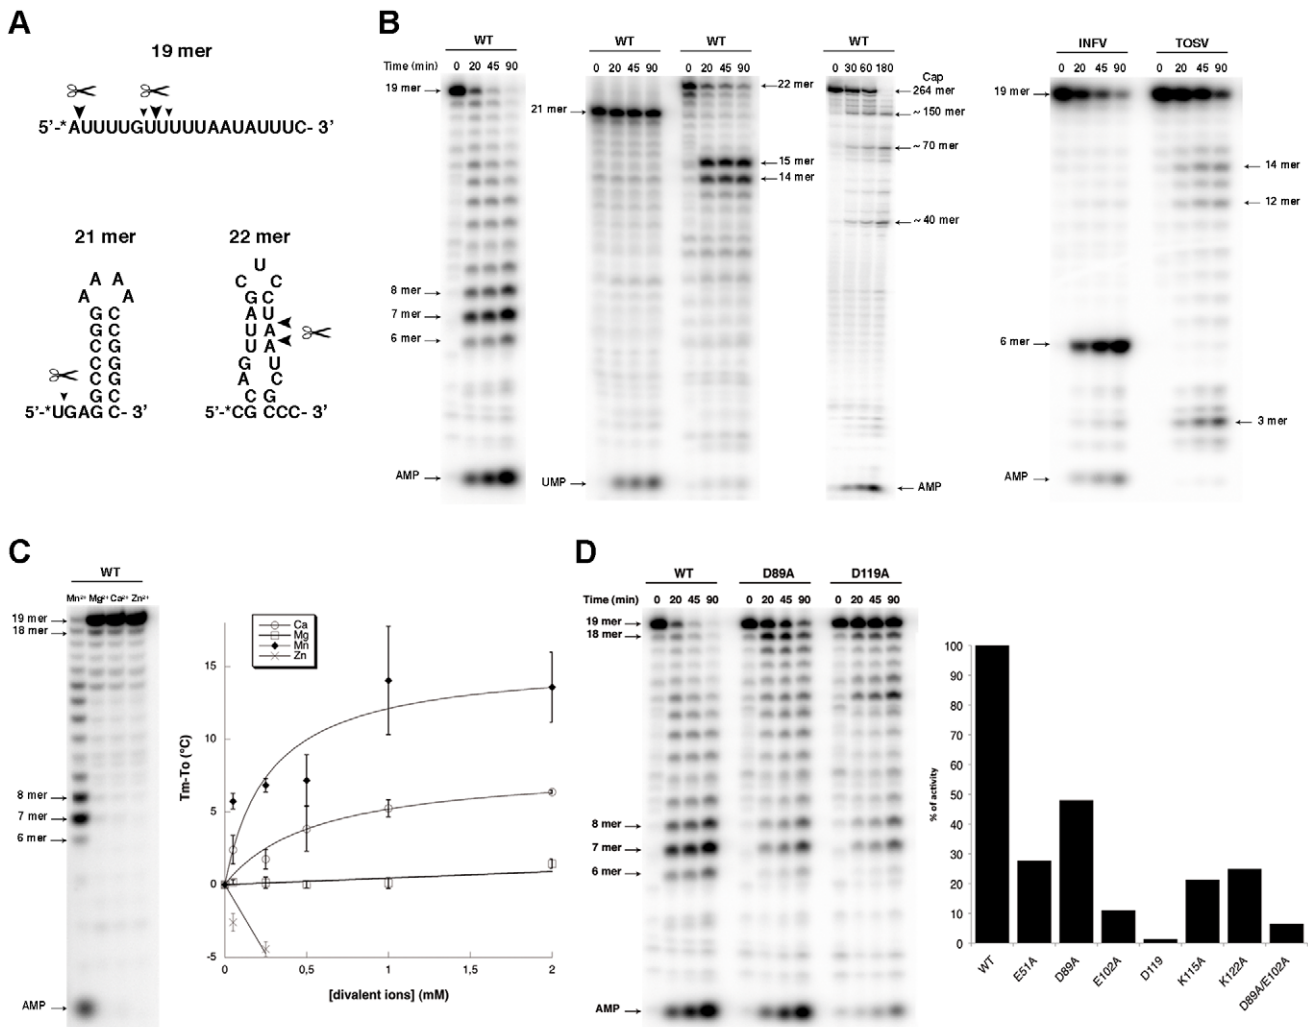 A
19 mer
5'-*AUUUUGUUUUUAAUAUUUC- 3'
21 mer
A A
A A
G C
G C
C G
C G
C G
G C
5'-*UGAGC- 3'
22 mer
U
C C
G C
A U
U A
U A
G U
A C
C G
5'-*CG CCC- 3'
B
WT
Time (min) 0 20 45 90
19 mer
8 mer
7 mer
6 mer
AMP
WT
0 20 45 90
21 mer
UMP
WT
0 20 45 90
22 mer
15 mer
14 mer
WT
0 30 60 180
Cap
264 mer
~ 150 mer
~ 70 mer
~ 40 mer
AMP
INFV TOSV
0 20 45 90 0 20 45 90
19 mer
6 mer
AMP
14 mer
12 mer
3 mer
C
WT
Mn2+ Mg2+ Ca2+ Zn2+
19 mer
18 mer
8 mer
7 mer
6 mer
AMP
Ca
Mg
Mn
Zn
Tm-To (°C)
15
10
5
0
-5
0 0,5 1 1,5 2
[divalent ions] (mM)
D
WT D89A D119A
Time (min) 0 20 45 90 0 20 45 90 0 20 45 90
19 mer
18 mer
8 mer
7 mer
6 mer
AMP
% of activity
100
90
80
70
60
50
40
30
20
10
0
WT E51A D89A E102A D119 K115A K122A D89A/E102A